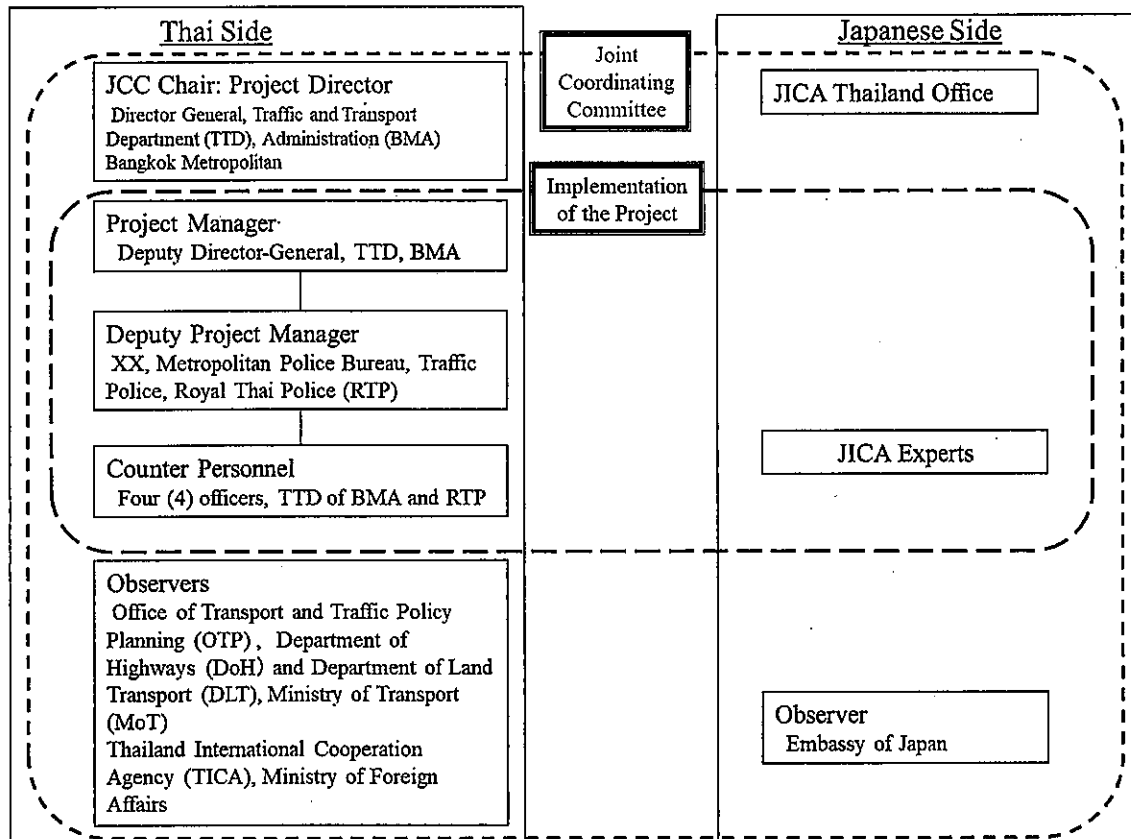 Thai Side
JCC Chair: Project Director
Director General, Traffic and Transport
Department (TTD), Administration (BMA)
Bangkok Metropolitan
Project Manager
Deputy Director-General, TTD, BMA
Deputy Project Manager
XX, Metropolitan Police Bureau, Traffic
Police, Royal Thai Police (RTP)
Counter Personnel
Four (4) officers, TTD of BMA and RTP
Observers
Office of Transport and Traffic Policy
Planning (OTP), Department of
Highways (DoH) and Department of Land
Transport (DLT), Ministry of Transport
(MoT)
Thailand International Cooperation
Agency (TICA), Ministry of Foreign
Affairs
Joint
Coordinating
Committee
Implementation
of the Project
Japanese Side
JICA Thailand Office
JICA Experts
Observer
Embassy of Japan